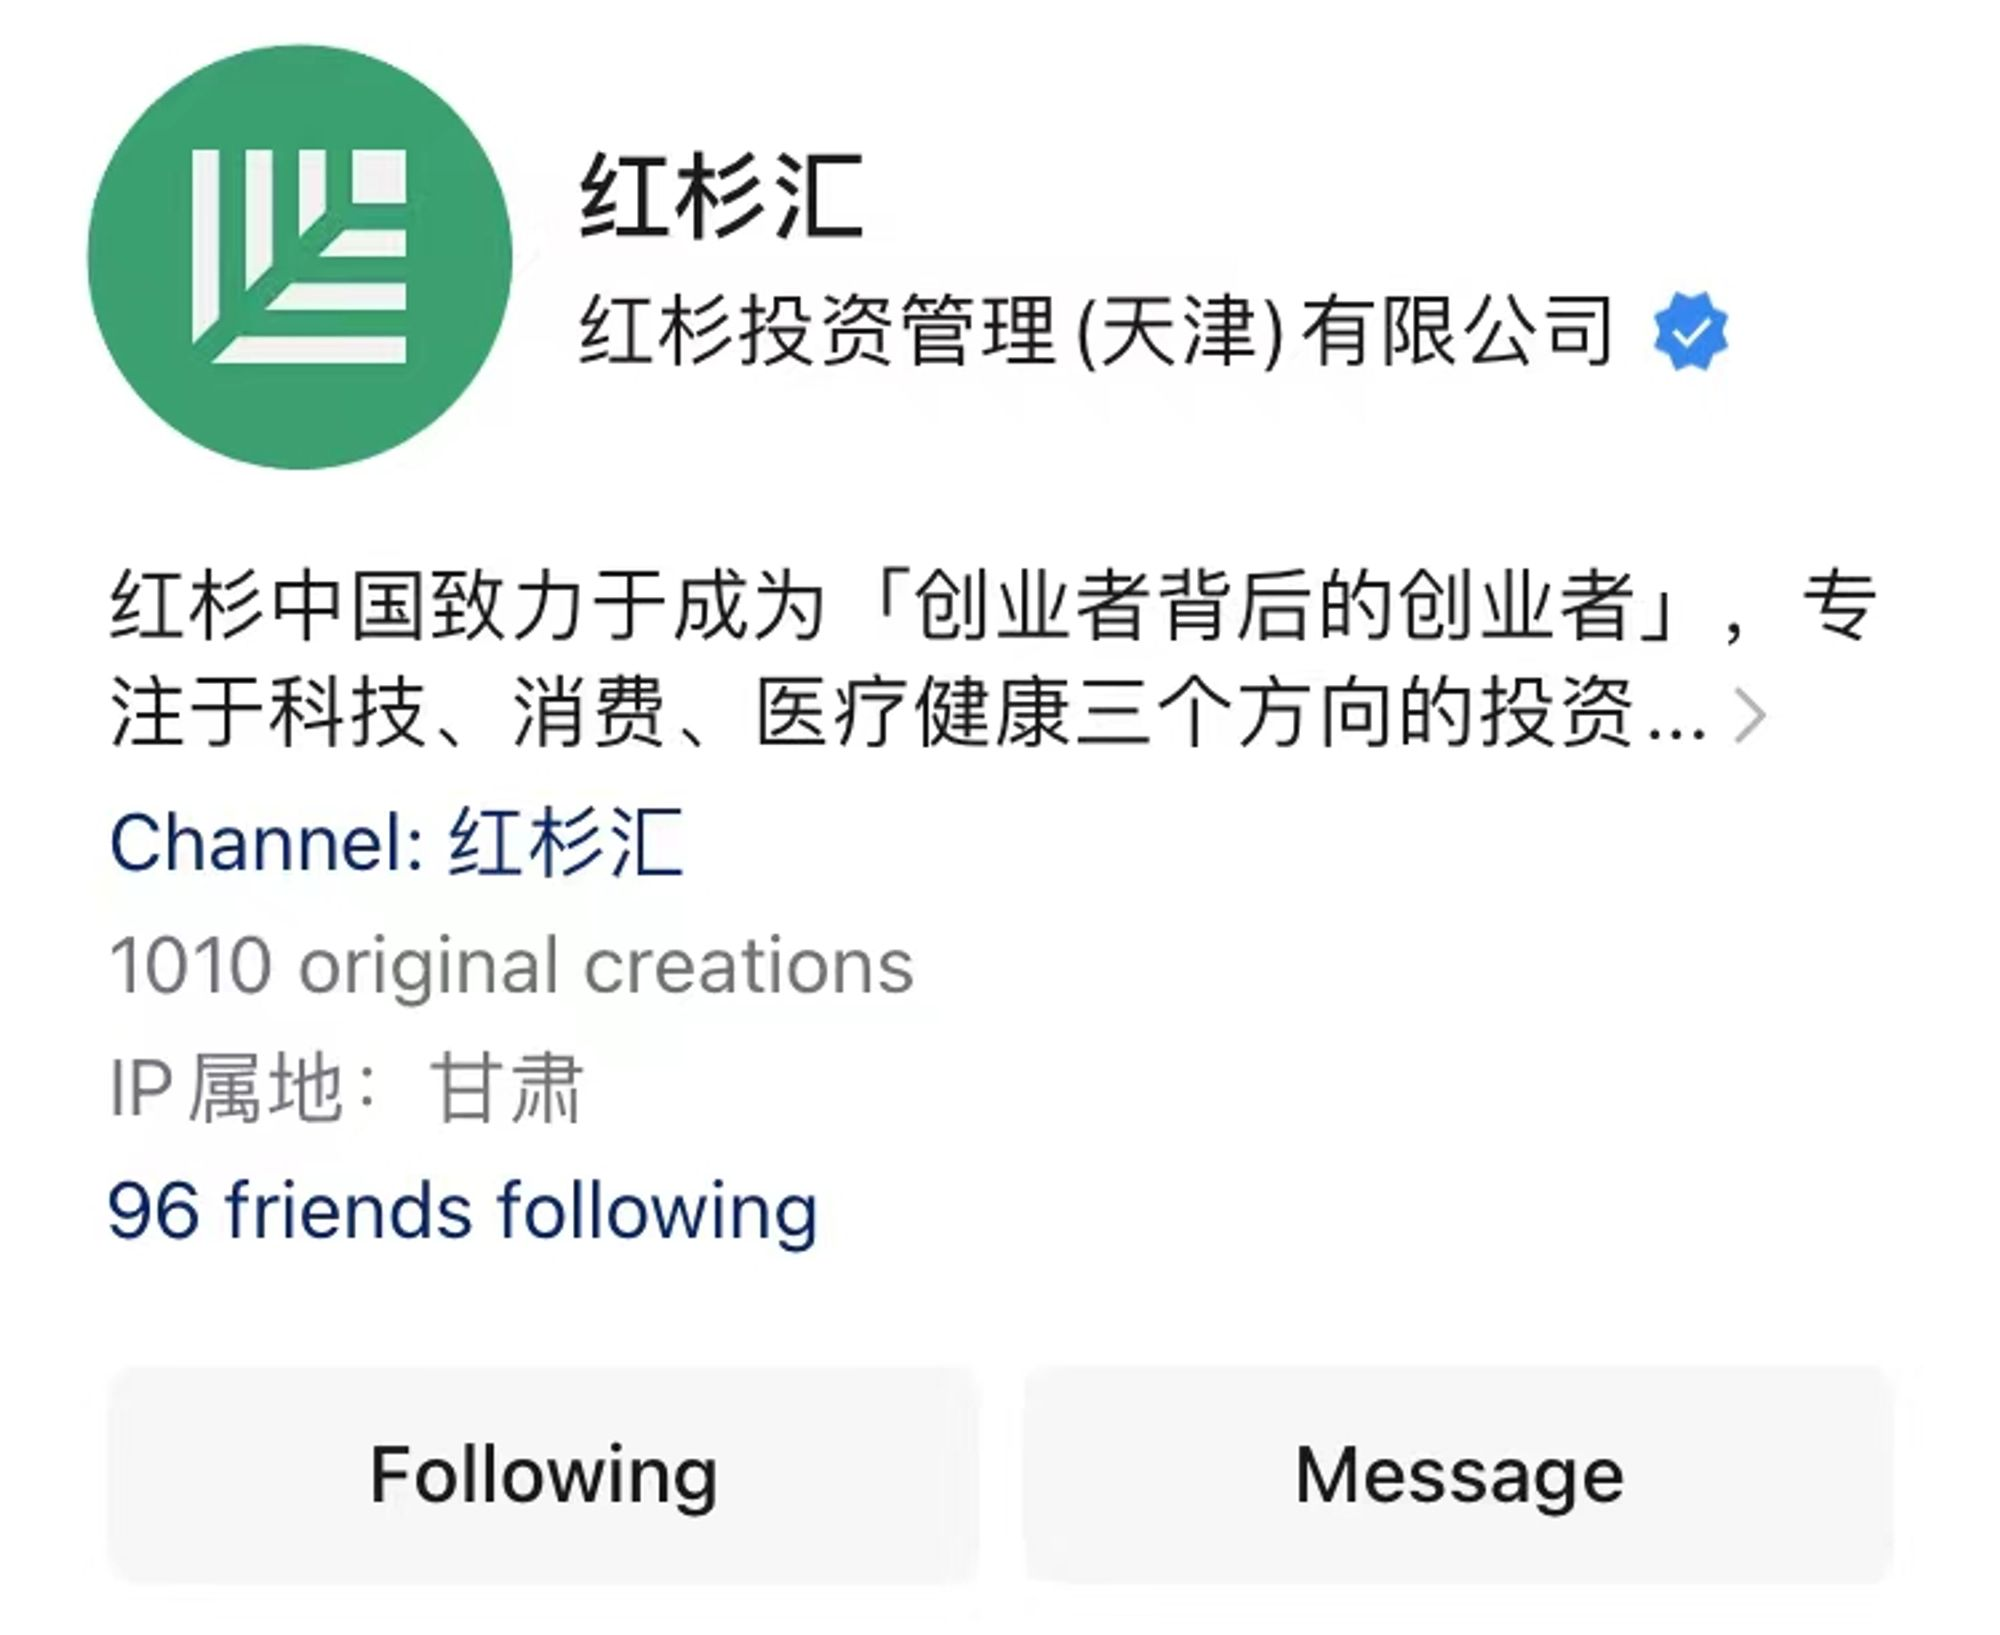 红杉汇
红杉投资管理(天津)有限公司
红杉中国致力于成为「创业者背后的创业者」，专
注于科技、消费、医疗健康三个方向的投资...
Channel: 红杉汇
1010 original creations
IP属地：甘肃
96 friends following
Following
Message